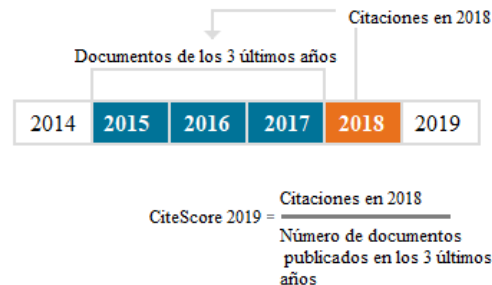 Citaciones en 2018
Documentos de los 3 últimos años
2014 2015 2016 2017 2018 2019
CiteScore 2019 =
Citaciones en 2018
Número de documentos
publicados en los 3 últimos
años